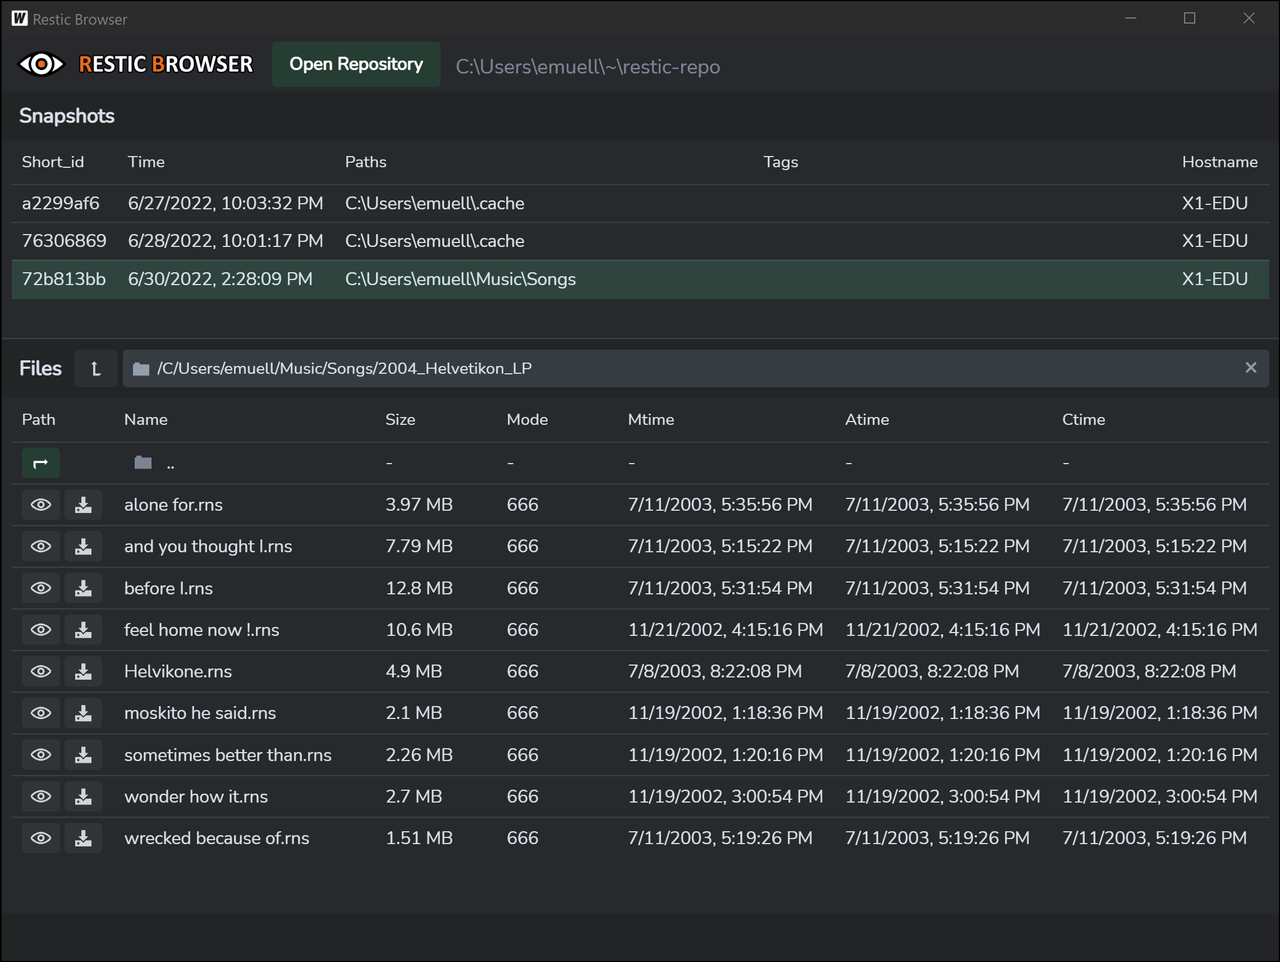 W Restic Browser
RESTIC BROWSER Open Repository C:\Users\emuell\~\restic-repo
Snapshots
Short_id Time Paths Tags Hostname
a2299af6 6/27/2022, 10:03:32 PM C:\Users\emuell\.cache X1-EDU
76306869 6/28/2022, 10:01:17 PM C:\Users\emuell\.cache X1-EDU
72b813bb 6/30/2022, 2:28:09 PM C:\Users\emuell\Music\Songs X1-EDU
Files /C/Users/emuell/Music/Songs/2004_Helvetikon_LP
Path Name Size Mode Mtime Atime Ctime
.. - - - - -
alone for.rns 3.97 MB 666 7/11/2003, 5:35:56 PM 7/11/2003, 5:35:56 PM 7/11/2003, 5:35:56 PM
and you thought I.rns 7.79 MB 666 7/11/2003, 5:15:22 PM 7/11/2003, 5:15:22 PM 7/11/2003, 5:15:22 PM
before I.rns 12.8 MB 666 7/11/2003, 5:31:54 PM 7/11/2003, 5:31:54 PM 7/11/2003, 5:31:54 PM
feel home now !.rns 10.6 MB 666 11/21/2002, 4:15:16 PM 11/21/2002, 4:15:16 PM 11/21/2002, 4:15:16 PM
Helvikone.rns 4.9 MB 666 7/8/2003, 8:22:08 PM 7/8/2003, 8:22:08 PM 7/8/2003, 8:22:08 PM
moskito he said.rns 2.1 MB 666 11/19/2002, 1:18:36 PM 11/19/2002, 1:18:36 PM 11/19/2002, 1:18:36 PM
sometimes better than.rns 2.26 MB 666 11/19/2002, 1:20:16 PM 11/19/2002, 1:20:16 PM 11/19/2002, 1:20:16 PM
wonder how it.rns 2.7 MB 666 11/19/2002, 3:00:54 PM 11/19/2002, 3:00:54 PM 11/19/2002, 3:00:54 PM
wrecked because of.rns 1.51 MB 666 7/11/2003, 5:19:26 PM 7/11/2003, 5:19:26 PM 7/11/2003, 5:19:26 PM